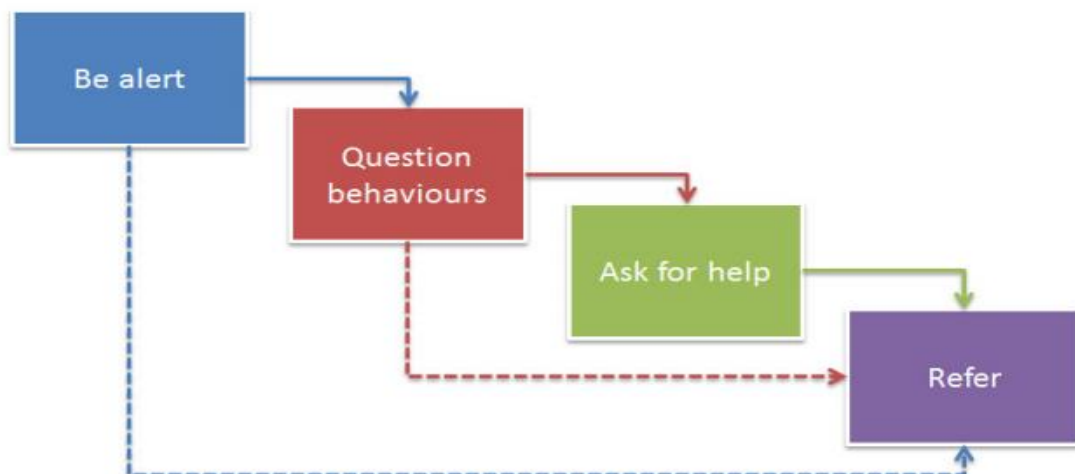 Be alert
Question
behaviours
Ask for help
Refer